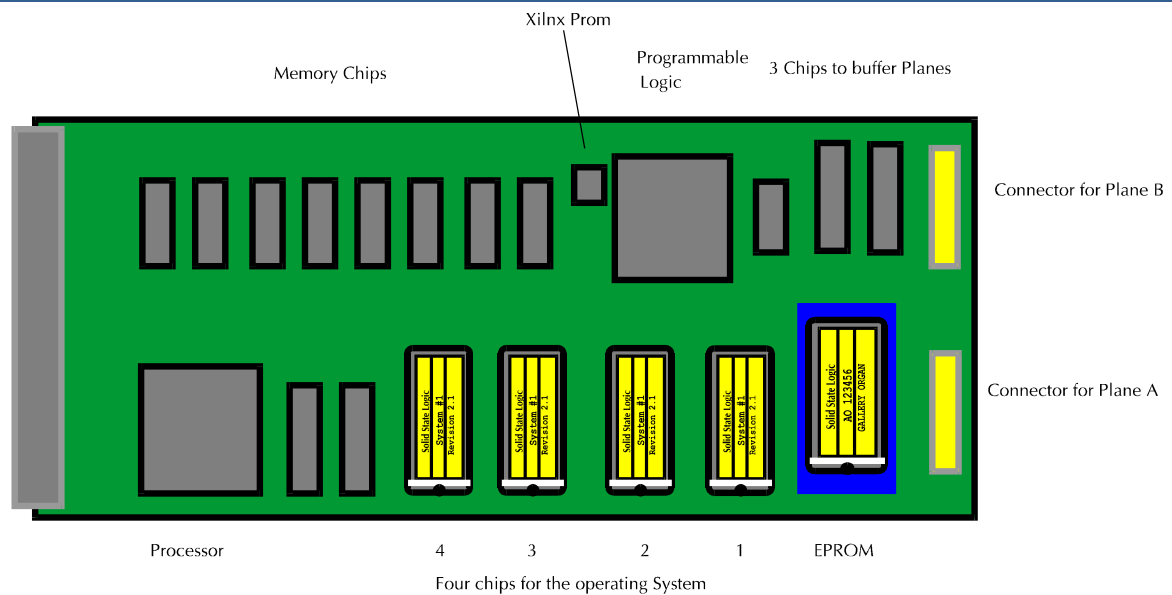 Xilnx Prom
Memory Chips
Programmable
Logic
3 Chips to buffer Planes
Connector for Plane B
Connector for Plane A
Solid State Logic
System #1
Revision 2.1
Solid State Logic
System #1
Revision 2.1
Solid State Logic
System #1
Revision 2.1
Solid State Logic
System #1
Revision 2.1
Solid State Logic
AO 123456
GALLERY ORGAN
Processor
4
3
2
1
EPROM
Four chips for the operating System